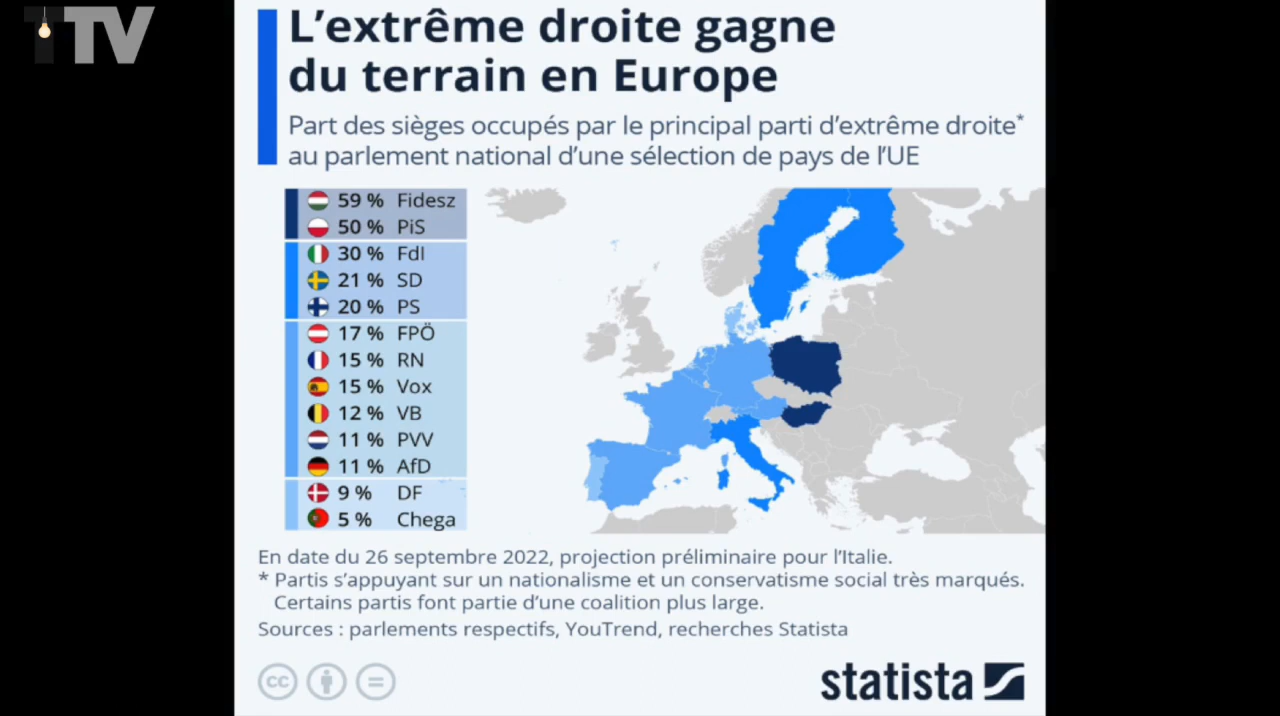 TTV
L’extrême droite gagne
du terrain en Europe
Part des sièges occupés par le principal parti d’extrême droite*
au parlement national d’une sélection de pays de l’UE
59 % Fidesz
50 % PiS
30 % FdI
21 % SD
20 % PS
17 % FPÖ
15 % RN
15 % Vox
12 % VB
11 % PVV
11 % AfD
9 % DF
5 % Chega
En date du 26 septembre 2022, projection préliminaire pour l’Italie.
* Partis s’appuyant sur un nationalisme et un conservatisme social très marqués.
Certains partis font partie d’une coalition plus large.
Sources : parlements respectifs, YouTrend, recherches Statista
cc
statista